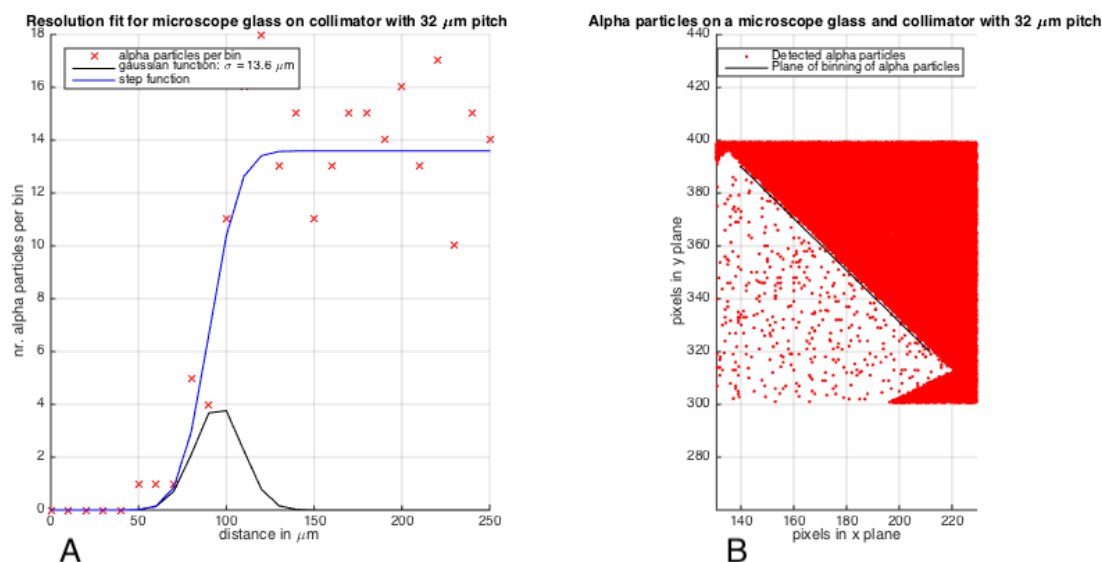 Resolution fit for microscope glass on collimator with 32 μm pitch
18
16
14
12
10
8
6
4
2
0
nr. alpha particles per bin
alpha particles per bin
gaussian function: σ = 13.6 μm
step function
0
50
100
150
200
250
distance in μm
A
Alpha particles on a microscope glass and collimator with 32 μm pitch
440
420
400
380
360
340
320
300
280
pixels in y plane
Detected alpha particles
Plane of binning of alpha particles
140
160
180
200
220
pixels in x plane
B